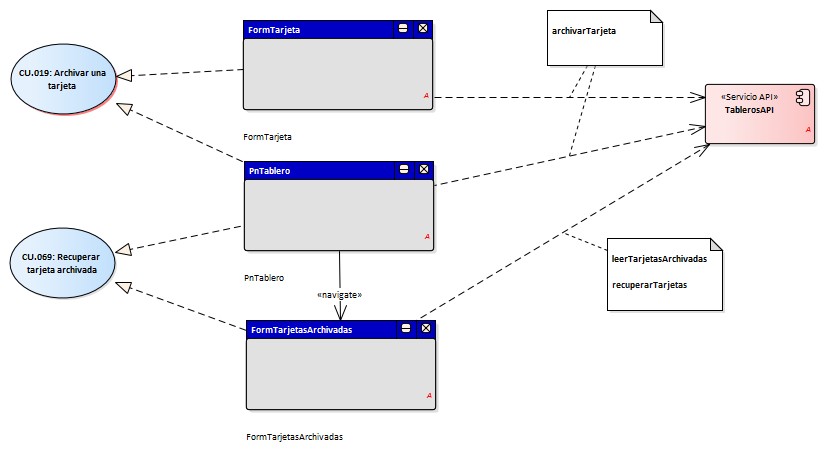 FormTarjeta
archivarTarjeta
CU.019: Archivar una
tarjeta
A
«Servicio API»
TablerosAPI
A
FormTarjeta
PnTablero
A
CU.069: Recuperar
tarjeta archivada
leerTarjetasArchivadas
recuperarTarjetas
PnTablero
«navigate»
FormTarjetasArchivadas
A
FormTarjetasArchivadas